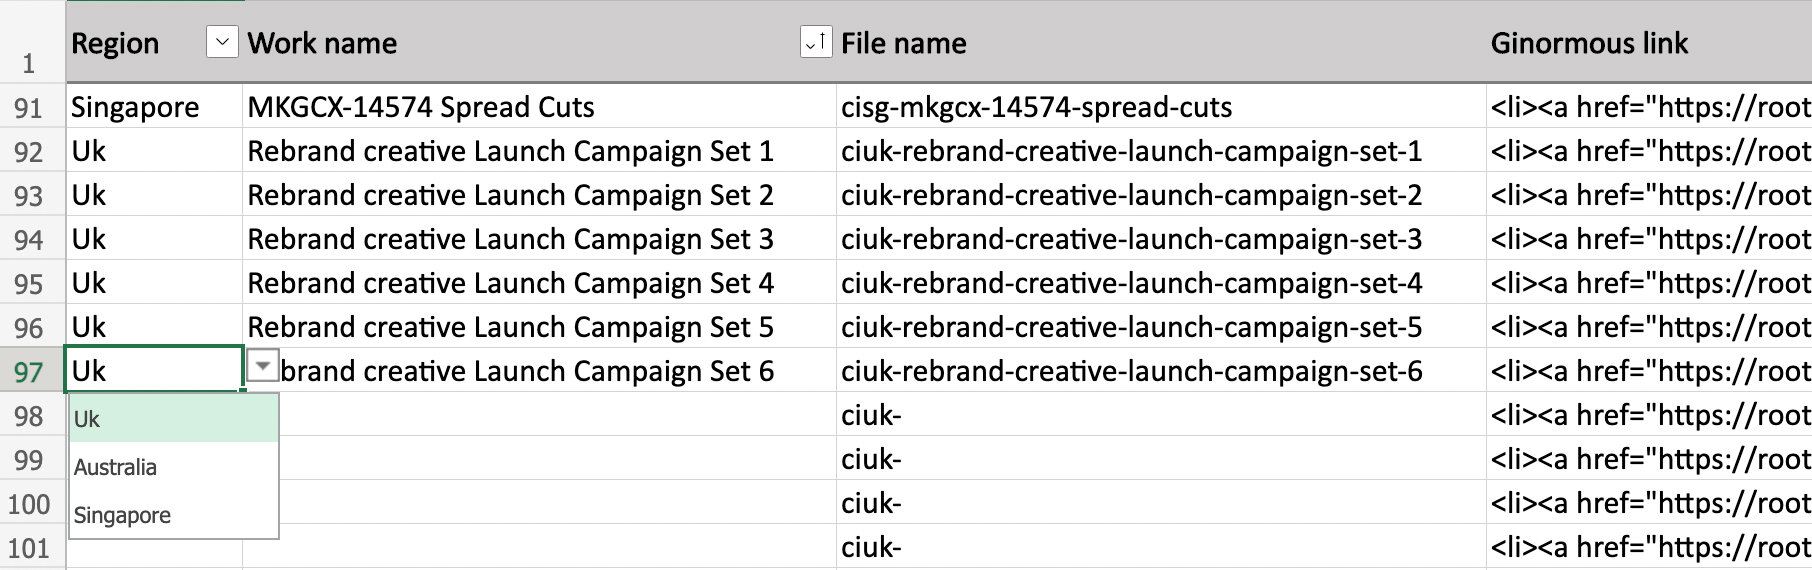 1 Region Work name File name Ginormous link
91 Singapore MKGCX-14574 Spread Cuts cisg-mkgcx-14574-spread-cuts <li><a href="https://root
92 Uk Rebrand creative Launch Campaign Set 1 ciuk-rebrand-creative-launch-campaign-set-1 <li><a href="https://root
93 Uk Rebrand creative Launch Campaign Set 2 ciuk-rebrand-creative-launch-campaign-set-2 <li><a href="https://root
94 Uk Rebrand creative Launch Campaign Set 3 ciuk-rebrand-creative-launch-campaign-set-3 <li><a href="https://root
95 Uk Rebrand creative Launch Campaign Set 4 ciuk-rebrand-creative-launch-campaign-set-4 <li><a href="https://root
96 Uk Rebrand creative Launch Campaign Set 5 ciuk-rebrand-creative-launch-campaign-set-5 <li><a href="https://root
97 Uk brand creative Launch Campaign Set 6 ciuk-rebrand-creative-launch-campaign-set-6 <li><a href="https://root
98 Uk ciuk- <li><a href="https://root
99 Australia ciuk- <li><a href="https://root
100 Singapore ciuk- <li><a href="https://root
101 ciuk- <li><a href="https://root